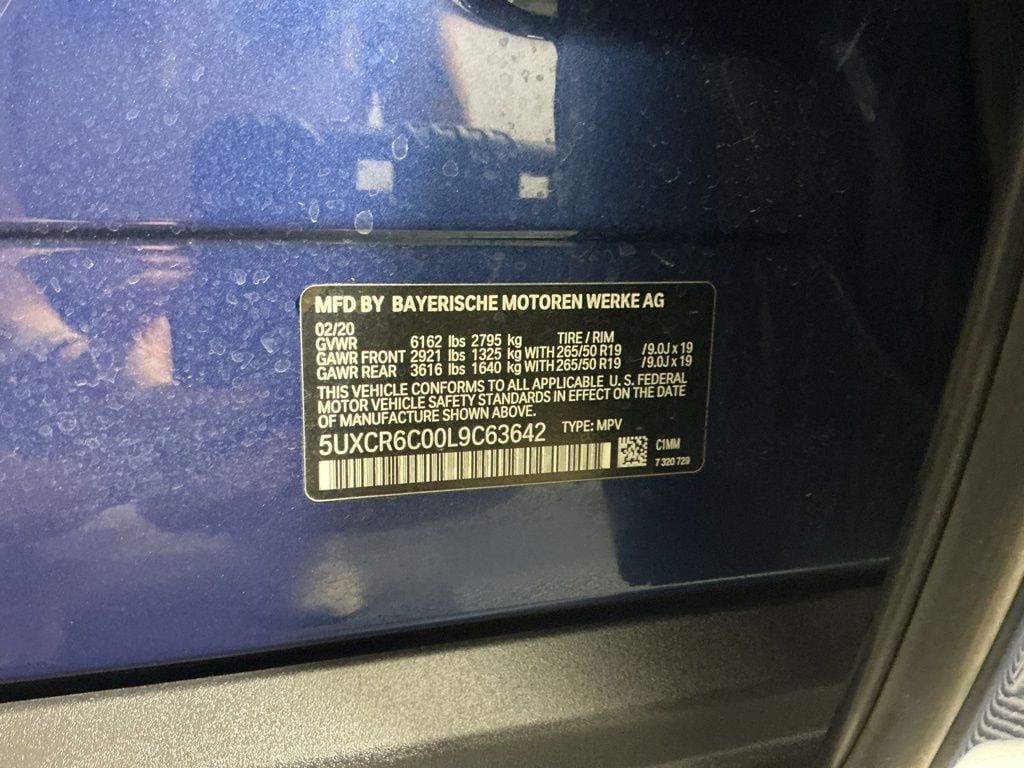 MFD BY BAYERISCHE MOTOREN WERKE AG
02/20
GVWR 6162 lbs 2795 kg TIRE / RIM
GAWR FRONT 2921 lbs 1325 kg WITH 265/50 R19 / 9.0J x 19
GAWR REAR 3616 lbs 1640 kg WITH 265/50 R19 / 9.0J x 19
THIS VEHICLE CONFORMS TO ALL APPLICABLE U. S. FEDERAL
MOTOR VEHICLE SAFETY STANDARDS IN EFFECT ON THE DATE
OF MANUFACTURE SHOWN ABOVE.
5UXCR6C00L9C63642 TYPE: MPV
C1MM
7 320 729